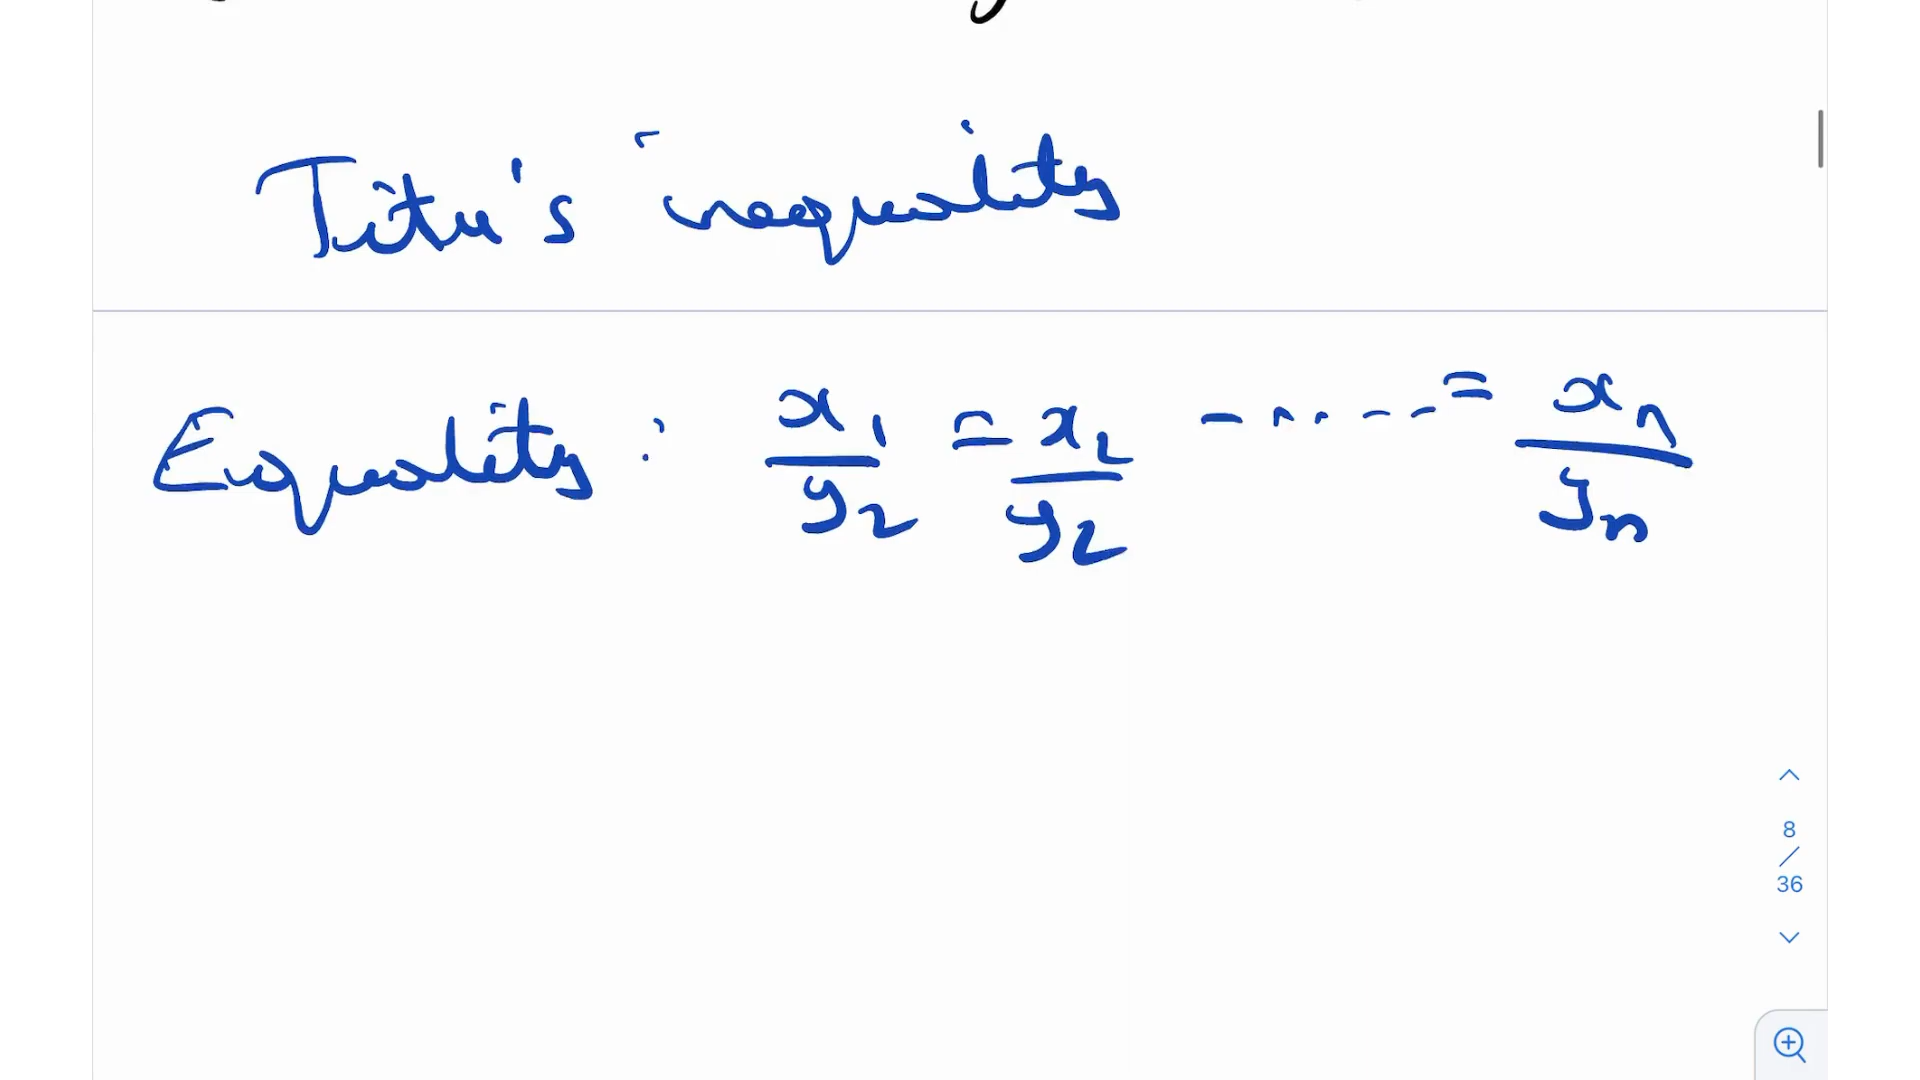 Titu's inequality
Equality : x₁/y₂ = x₂/y₂ -----= xₙ/yₙ
8
/
36